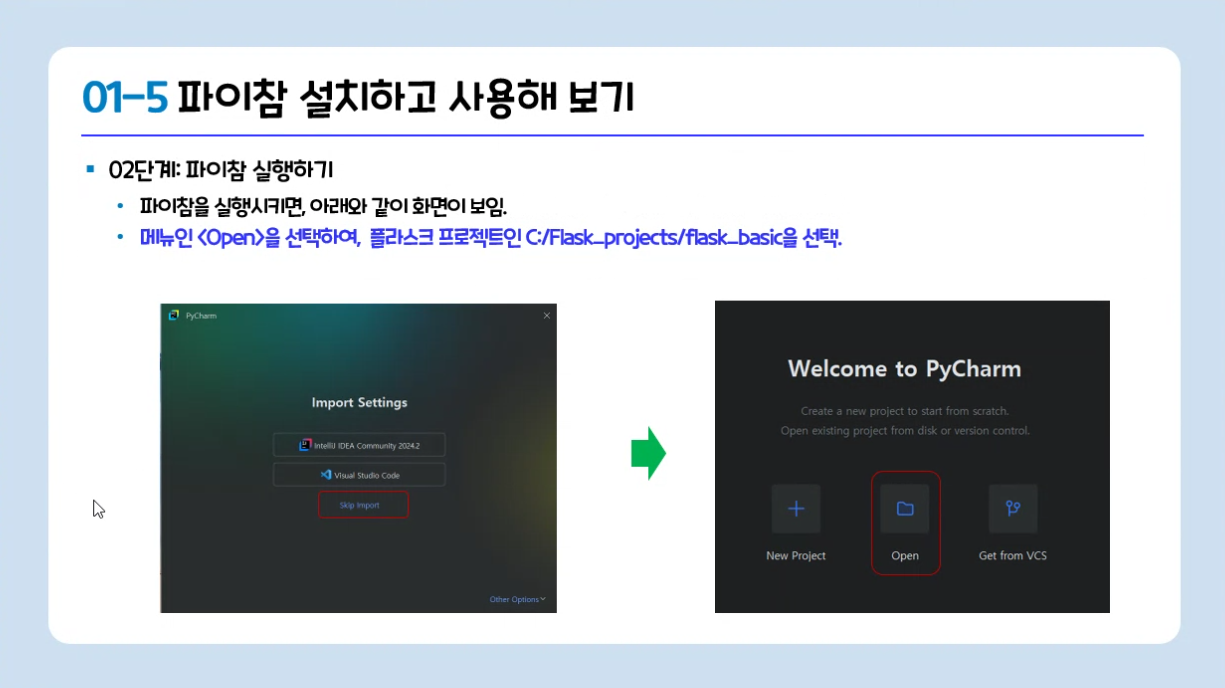 01-5 파이참 설치하고 사용해 보기
02단계: 파이참 실행하기
파이참을 실행시키면, 아래와 같이 화면이 보임.
메뉴인 <Open>을 선택하여, 플라스크 프로젝트인 C:/Flask_projects/flask_basic을 선택.
PyCharm
Import Settings
IntelliJ IDEA Community 2024.2
Visual Studio Code
Skip Import
Other Options
Welcome to PyCharm
Create a new project to start from scratch.
Open existing project from disk or version control.
New Project
Open
Get from VCS